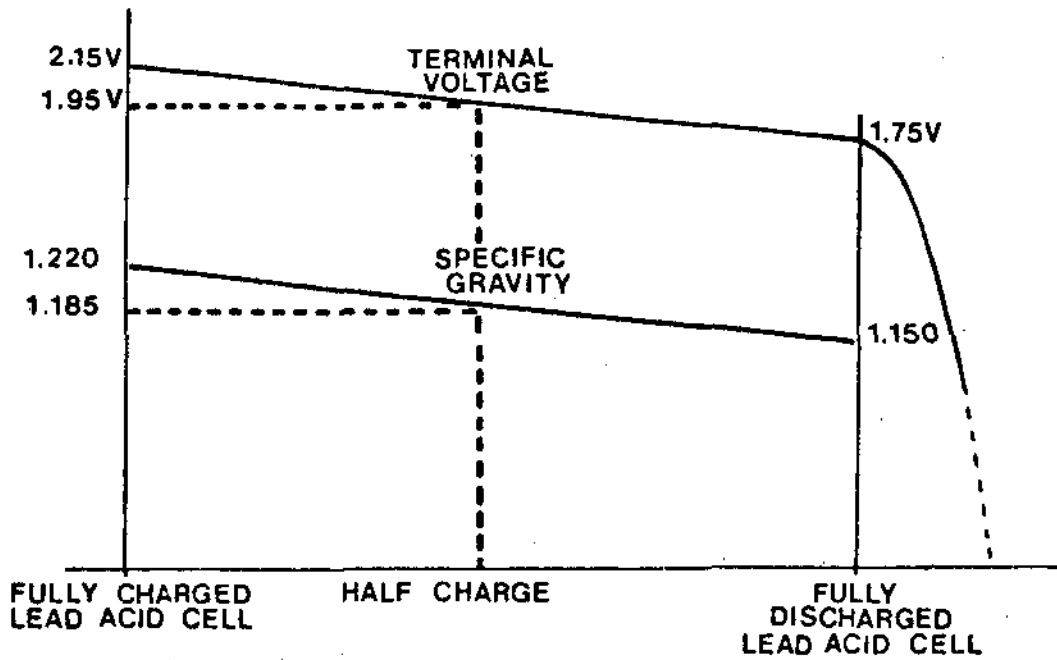 2.15V
TERMINAL
VOLTAGE
1.95V
1.75V
1.220
SPECIFIC
GRAVITY
1.185
1.150
FULLY CHARGED
LEAD ACID CELL
HALF CHARGE
FULLY
DISCHARGED
LEAD ACID CELL